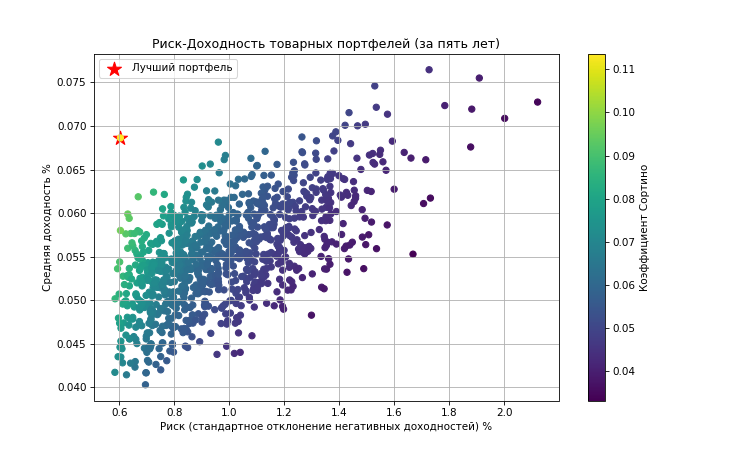 Риск-Доходность товарных портфелей (за пять лет)
Лучший портфель
Средняя доходность %
0.075
0.070
0.065
0.060
0.055
0.050
0.045
0.040
0.6 0.8 1.0 1.2 1.4 1.6 1.8 2.0
Риск (стандартное отклонение негативных доходностей) %
0.11
0.10
0.09
0.08
0.07
0.06
0.05
0.04
Коэффициент Сортино